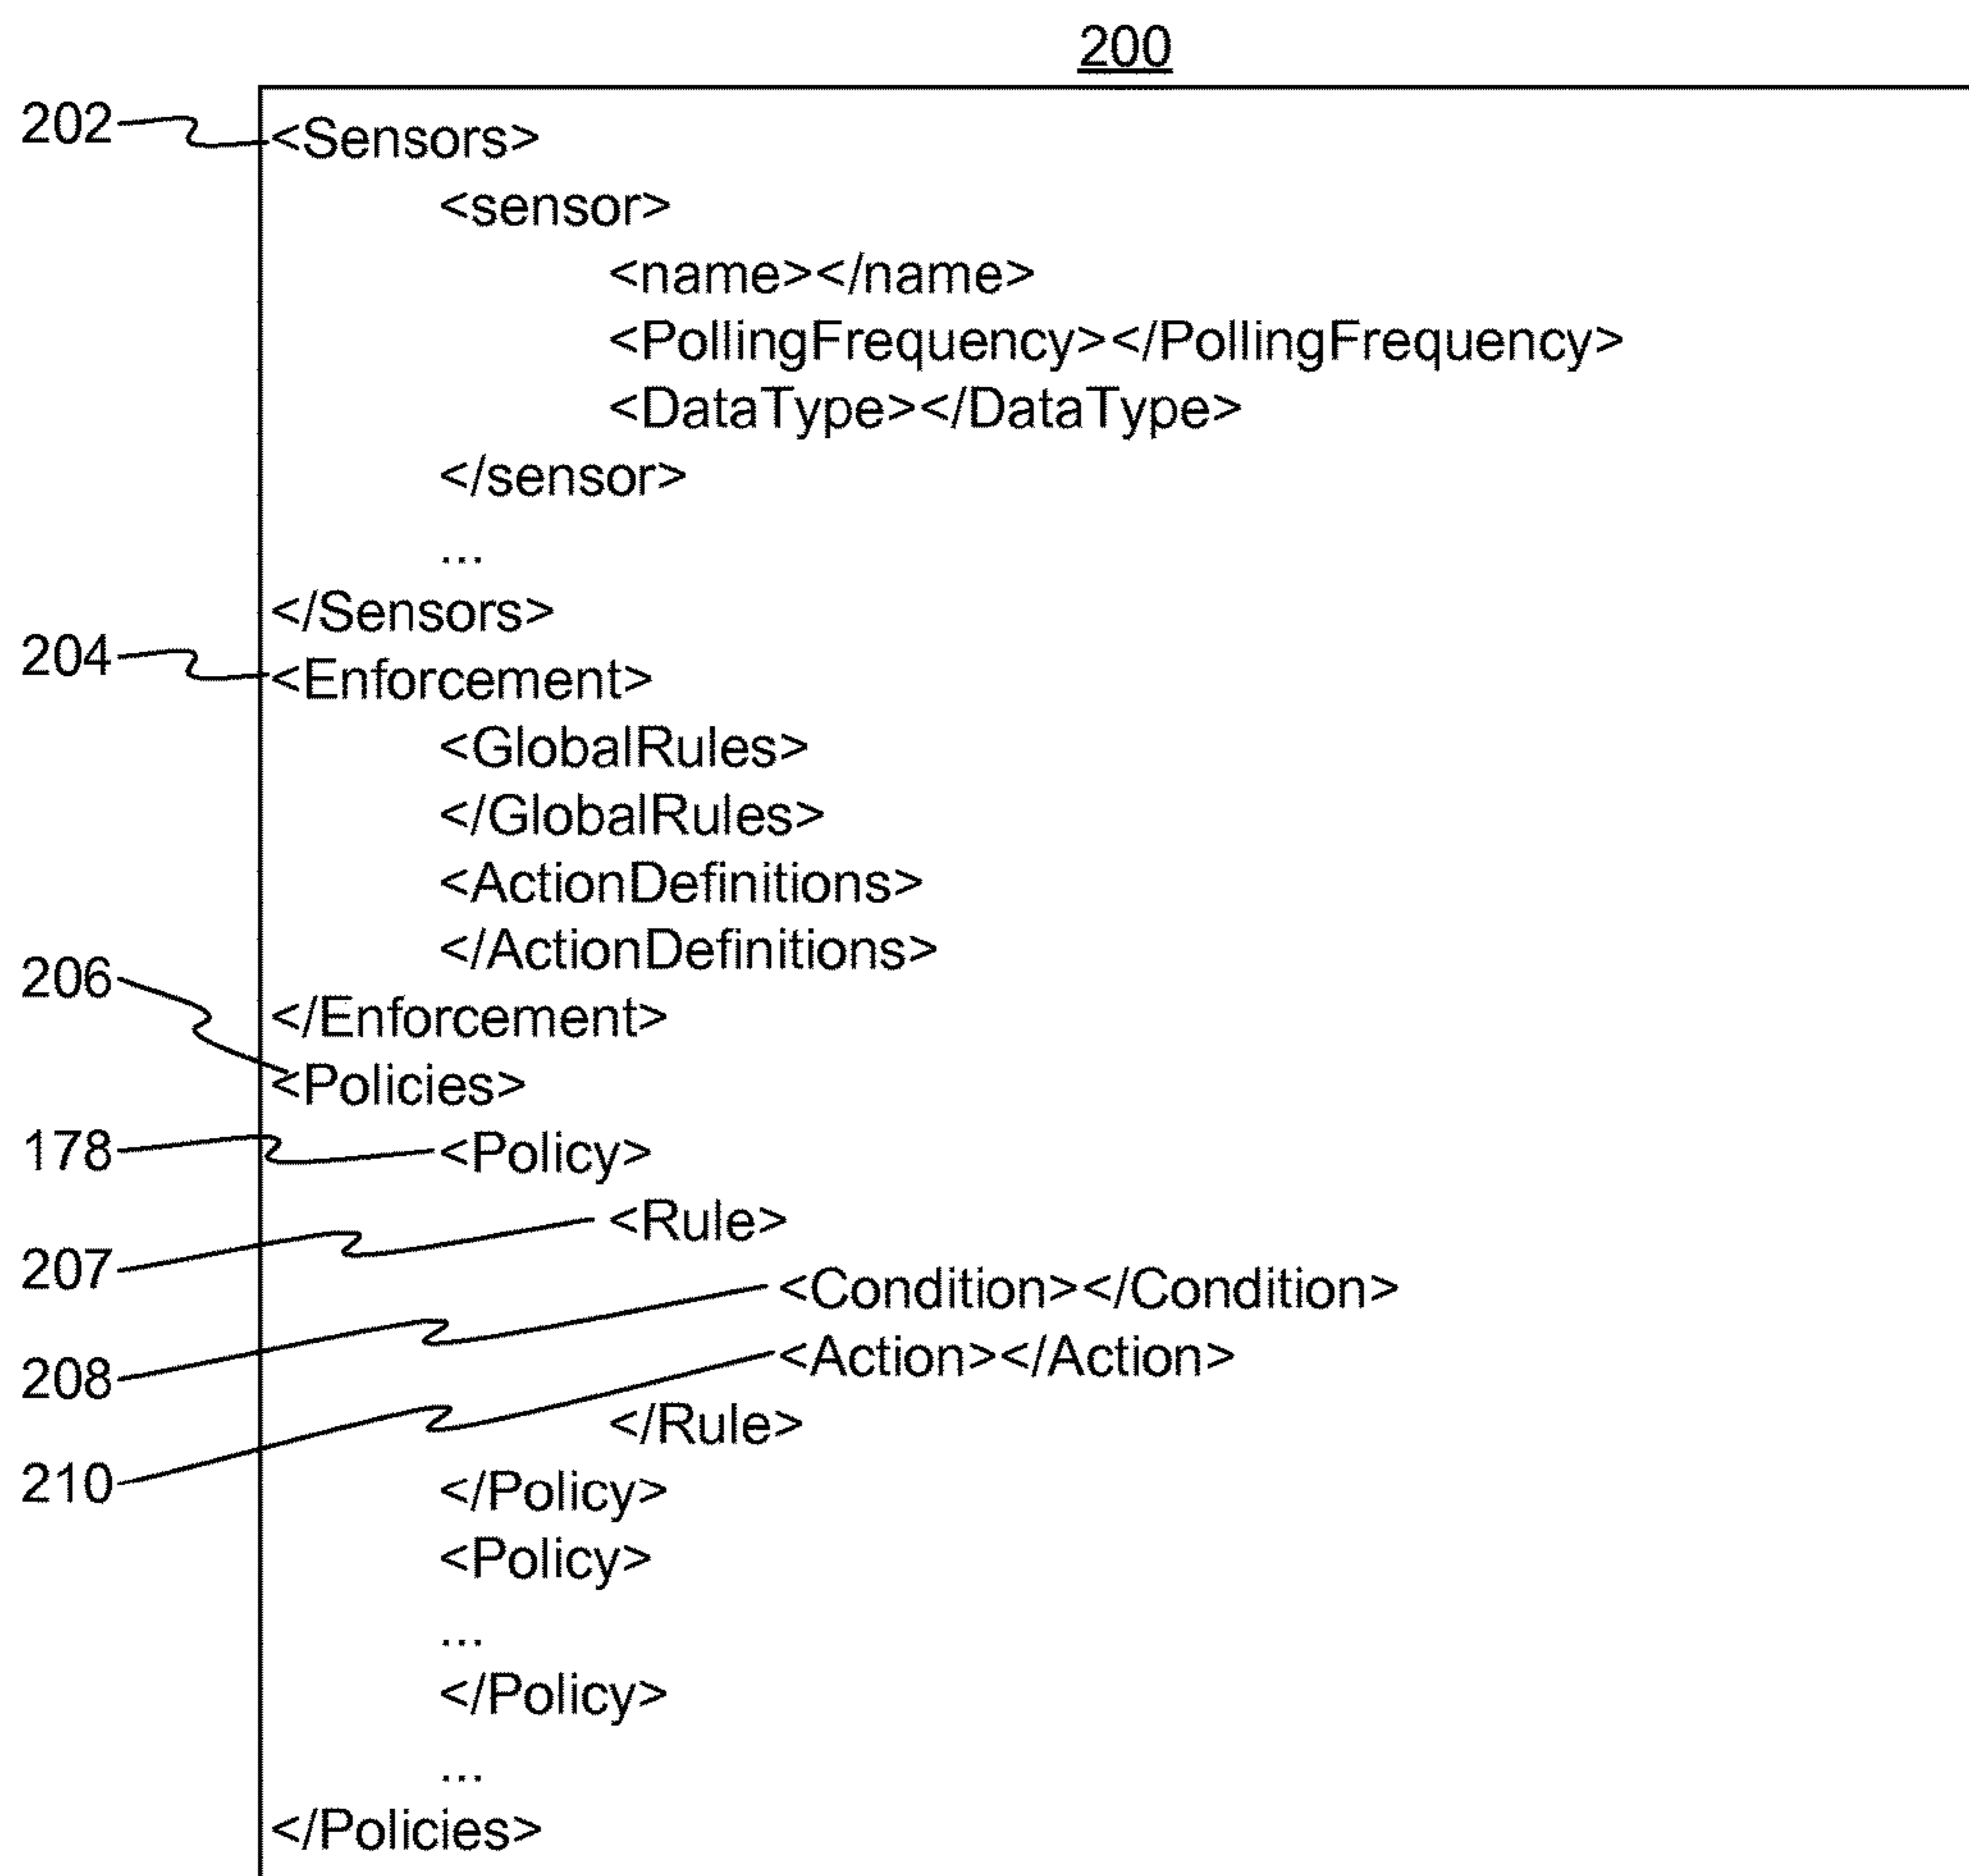 200
202 <Sensors>
<sensor>
<name></name>
<PollingFrequency></PollingFrequency>
<DataType></DataType>
</sensor>
...
</Sensors>
204 <Enforcement>
<GlobalRules>
</GlobalRules>
<ActionDefinitions>
</ActionDefinitions>
</Enforcement>
206 <Policies>
178 <Policy>
207 <Rule>
208 <Condition></Condition>
210 <Action></Action>
</Rule>
</Policy>
<Policy>
...
</Policy>
...
</Policies>